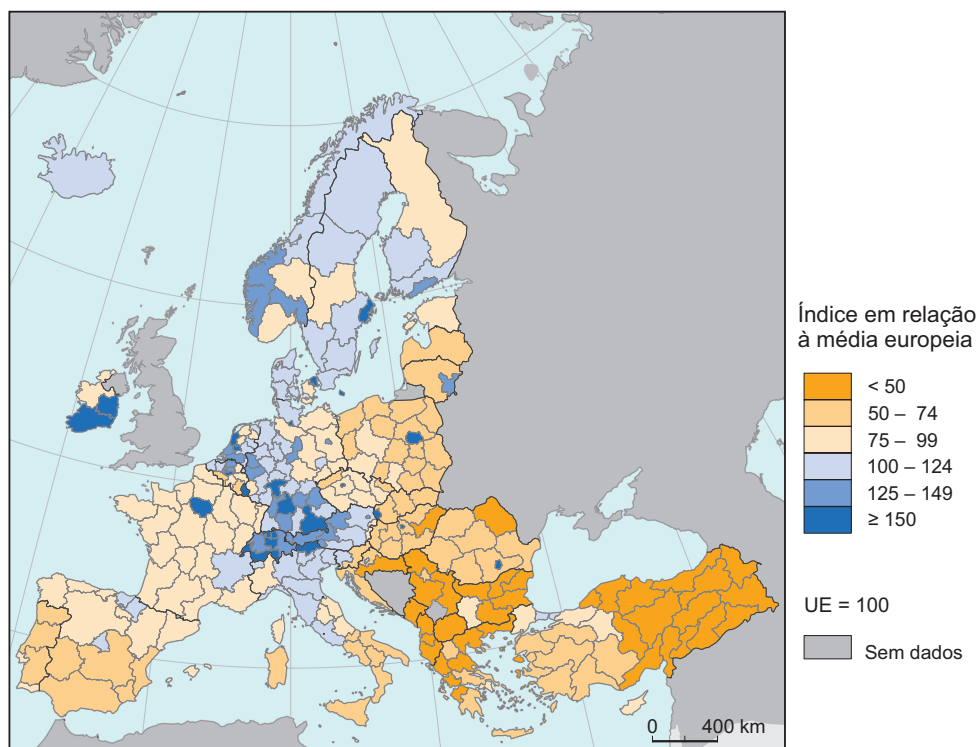 Índice em relação
à média europeia
< 50
50 – 74
75 – 99
100 – 124
125 – 149
≥ 150
UE = 100
Sem dados
0 400 km